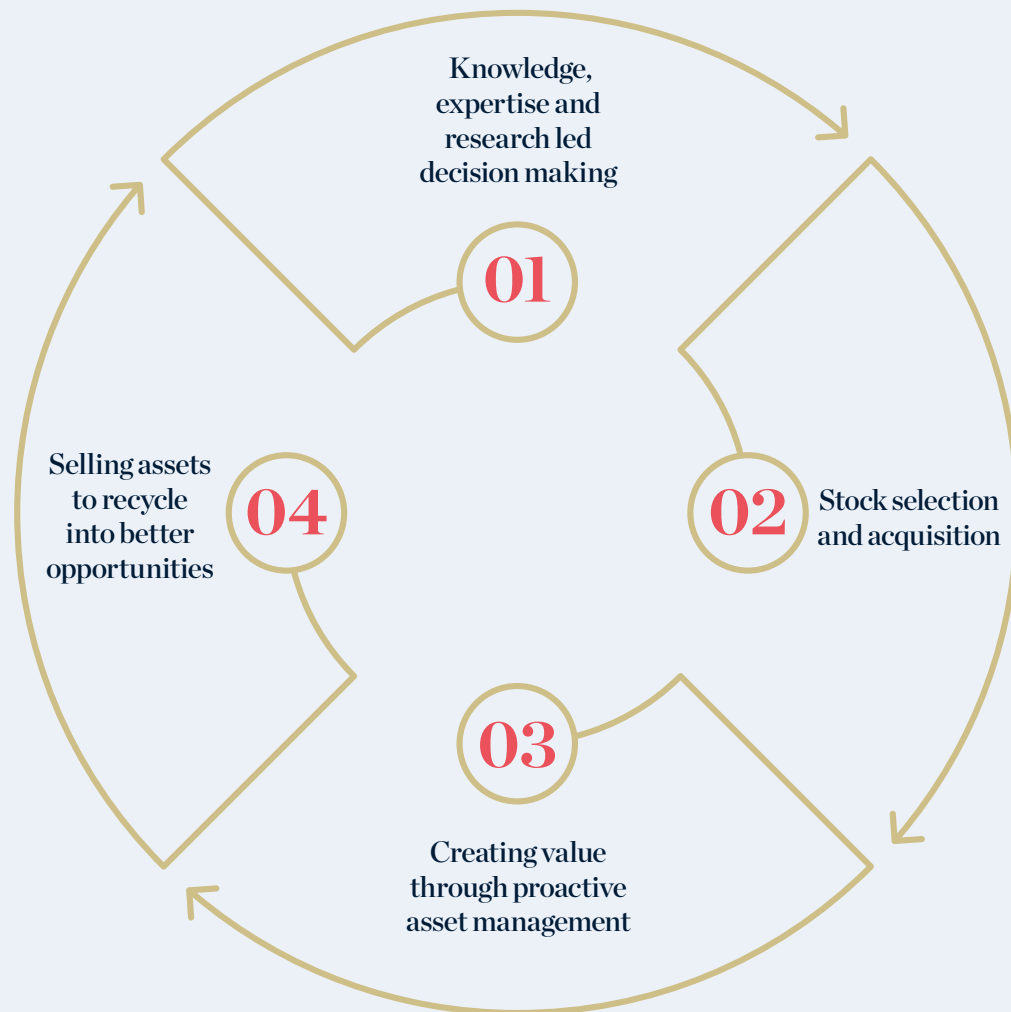 Knowledge,
expertise and
research led
decision making
01
02
Stock selection
and acquisition
03
Creating value
through proactive
asset management
04
Selling assets
to recycle
into better
opportunities